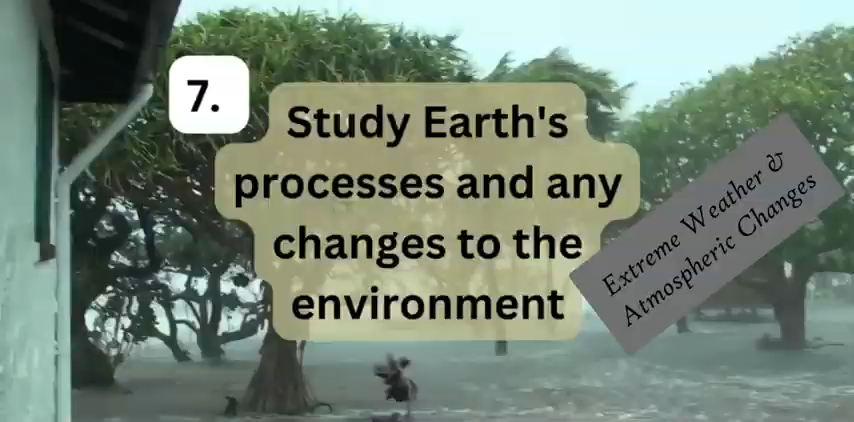 7.
Study Earth's
processes and any
changes to the
environment
Extreme Weather &
Atmospheric Changes